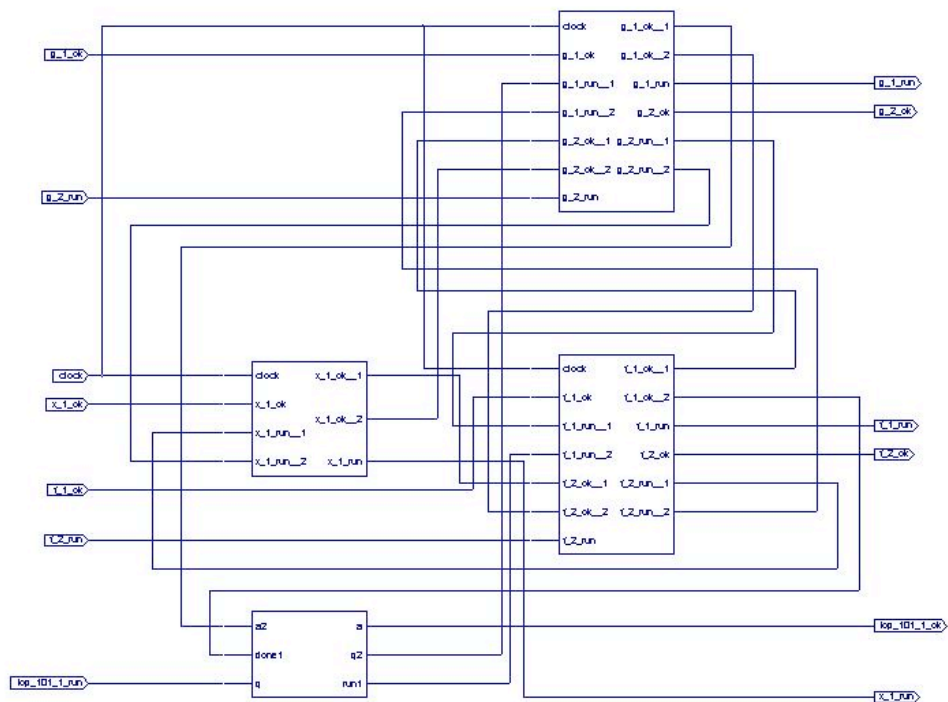 clock g_1_ok__1
g_1_ok g_1_ok g_1_ok__2
g_1_run__1 g_1_run g_1_run
g_1_run__2 g_2_ok g_2_ok
g_2_ok__1 g_2_run__1
g_2_ok__2 g_2_run__2
g_2_run g_2_run
clock clock x_1_ok__1 clock f_1_ok__1
x_1_ok x_1_ok x_1_ok__2 f_1_ok f_1_ok__2
x_1_run__1 f_1_run__1 f_1_run f_1_run
x_1_run__2 x_1_run f_1_run__2 f_2_ok f_2_ok
f_1_ok f_2_ok__1 f_2_run__1
f_2_ok__2 f_2_run__2
f_2_run f_2_run
a2 a top_101_1_ok
done1 q2
top_101_1_run q run1
x_1_run